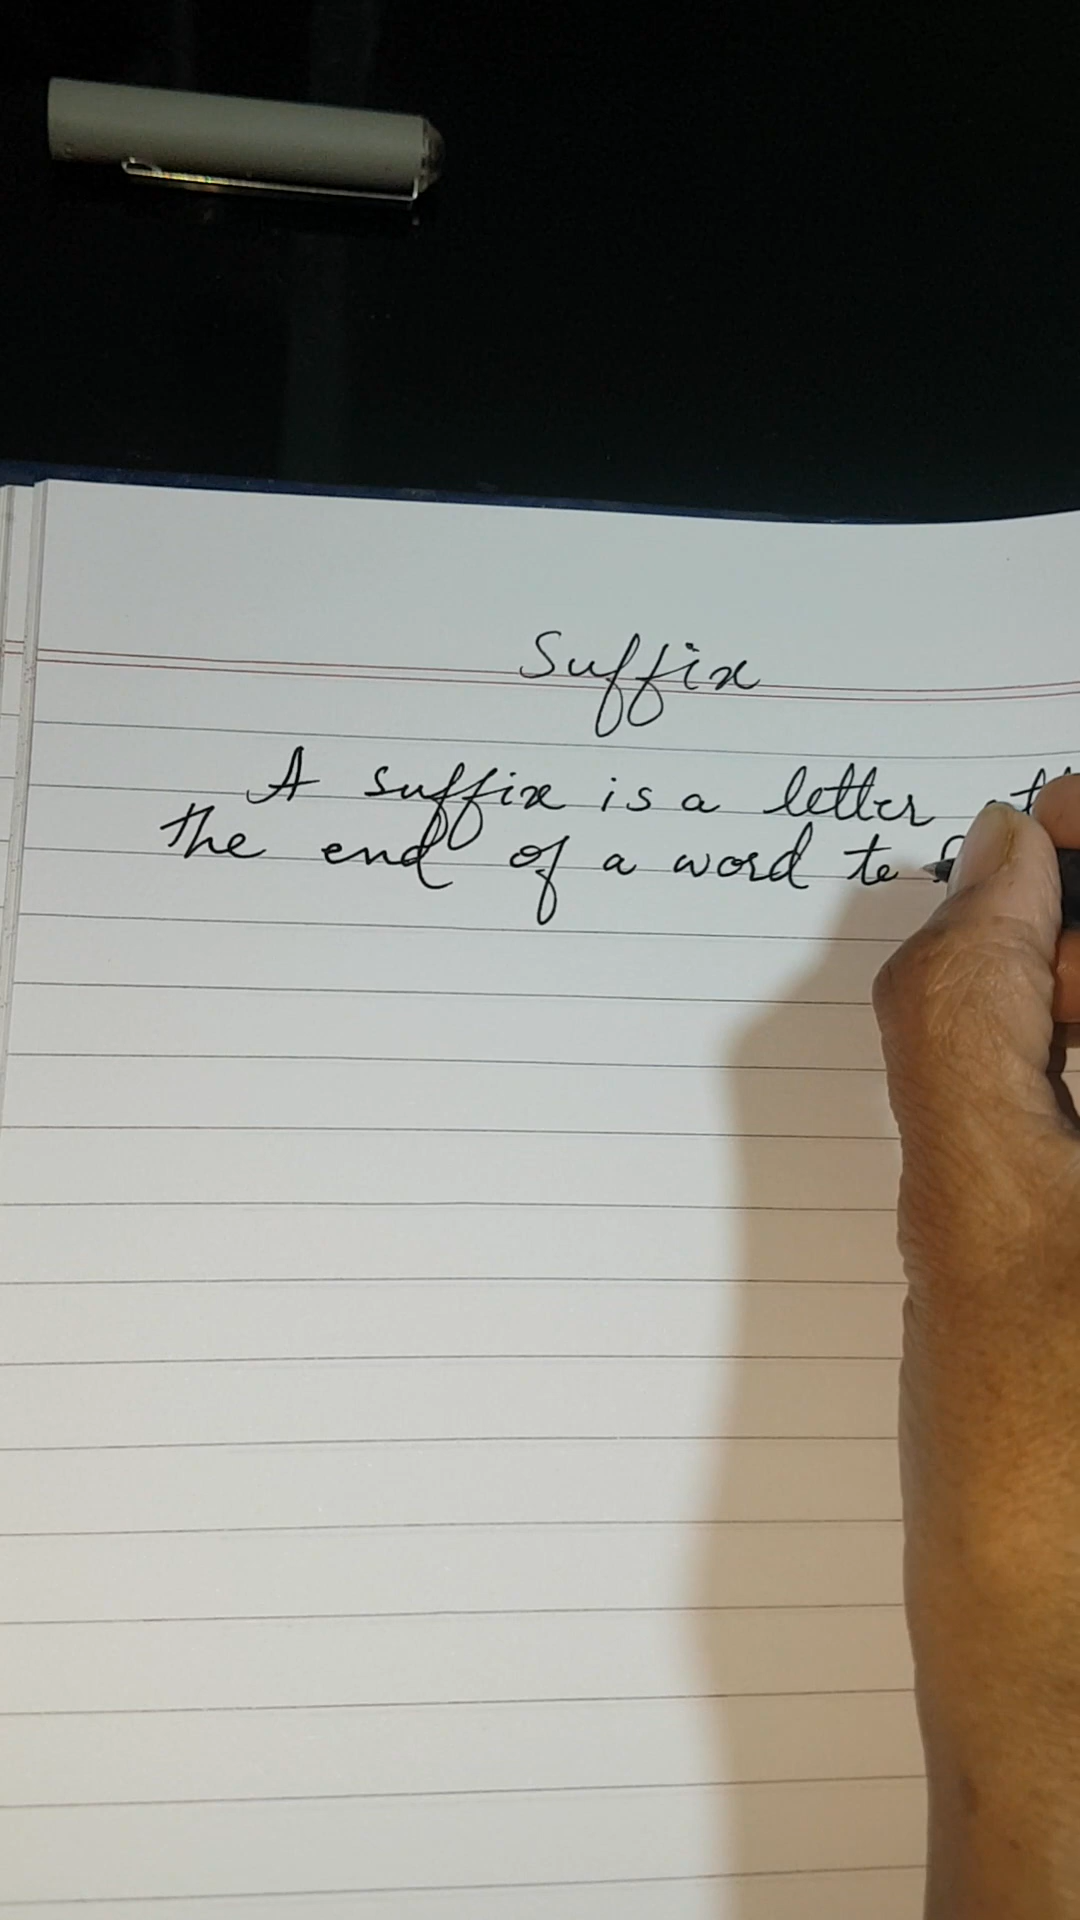 Suffix
A suffix is a letter
the end of a word to